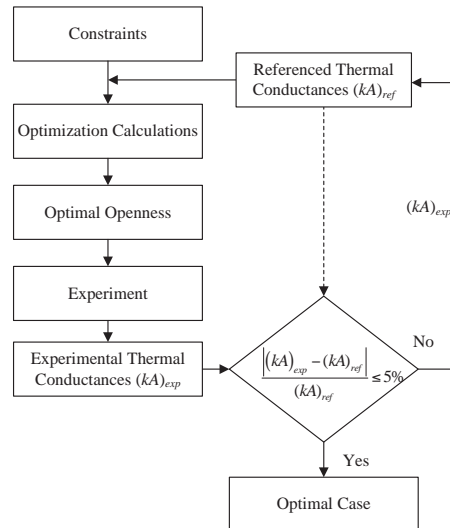 Constraints
Referenced Thermal
Conductances (kA)ref
Optimization Calculations
Optimal Openness
(kA)exp
Experiment
Experimental Thermal
Conductances (kA)exp
|(kA)exp − (kA)ref|
(kA)ref
≤ 5%
No
Yes
Optimal Case